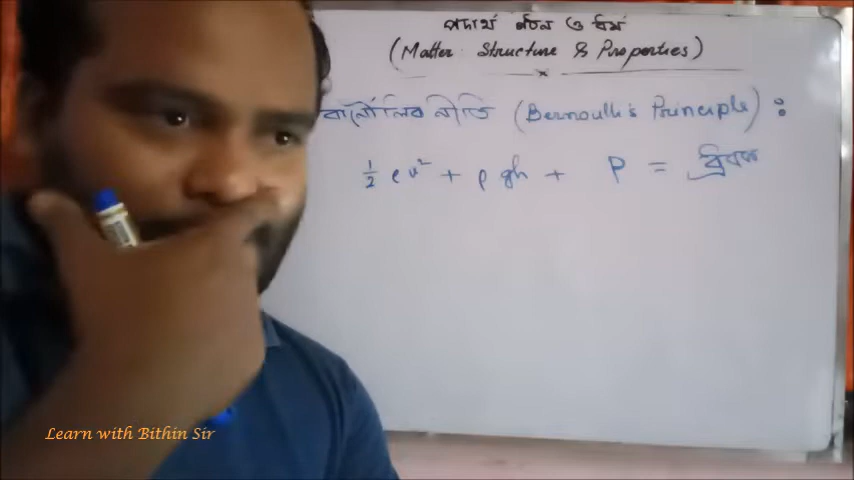 পদার্থ গঠন ও ধর্ম
(Matter Structure & Properties)
বার্নৌলির নীতি (Bernoulli's Principle) :
½ ρv² + ρgh + P = ধ্রুবক
Learn with Bithin Sir